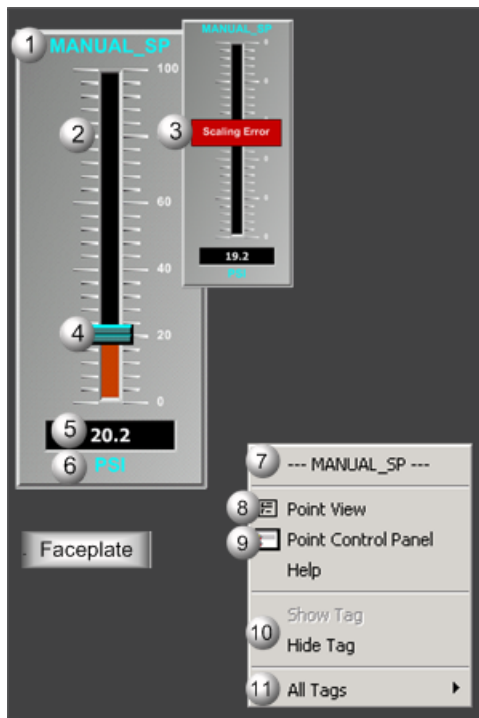 1 MANUAL_SP
100
2
60
40
4 20
0
5 20.2
6 PSI
MANUAL_SP
3 Scaling Error
19.2
PSI
Faceplate
7 --- MANUAL_SP ---
8 Point View
9 Point Control Panel
Help
Show Tag
10
Hide Tag
11 All Tags